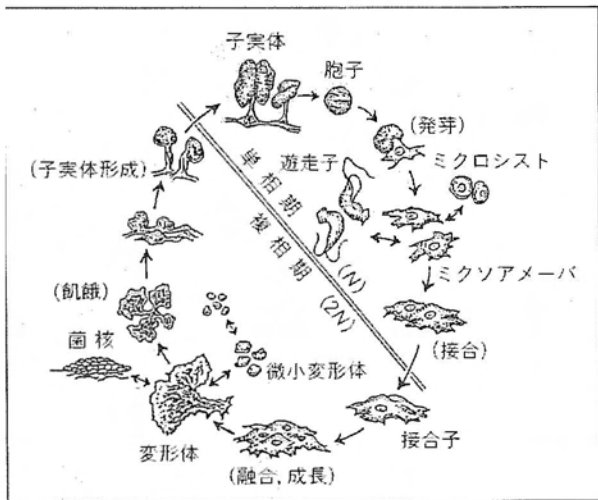 子実体
胞子
(発芽)
ミクロシスト
遊走子
(子実体形成)
単相期 (N)
複相期 (2N)
ミクソアメーバ
(飢餓)
菌核
微小変形体
(接合)
変形体
接合子
(融合, 成長)